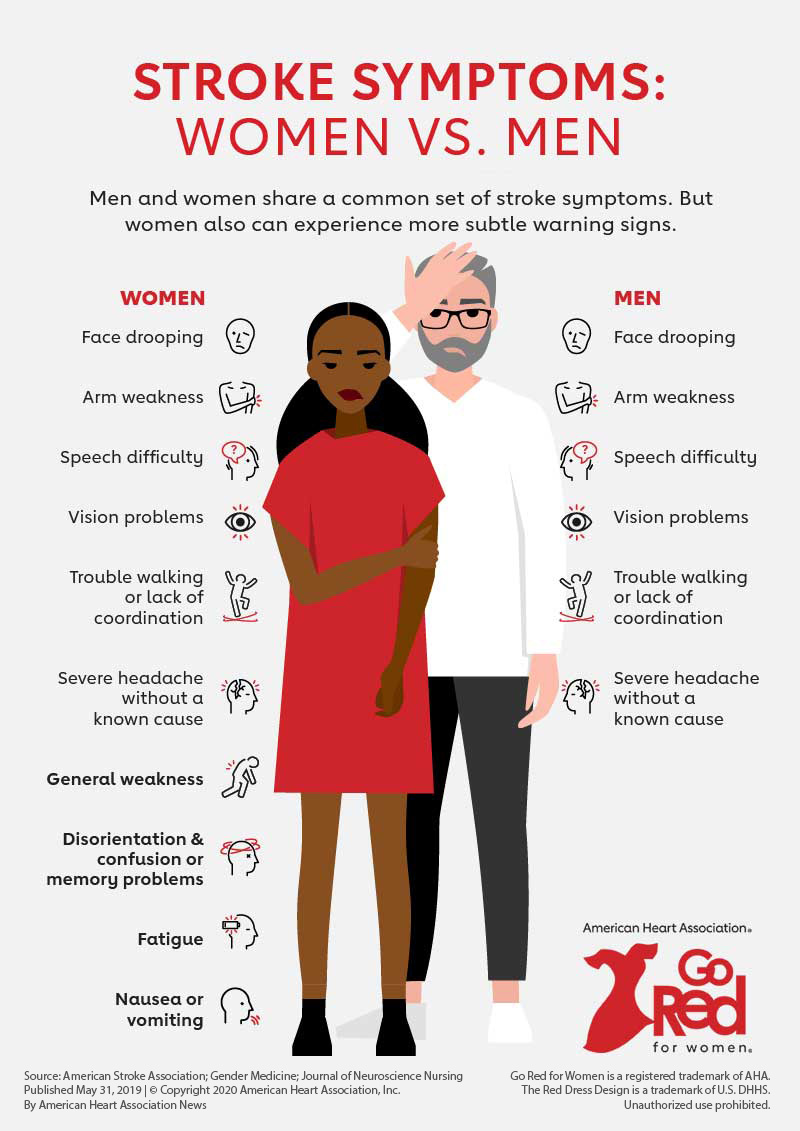 STROKE SYMPTOMS:
WOMEN VS. MEN
Men and women share a common set of stroke symptoms. But
women also can experience more subtle warning signs.
WOMEN
Face drooping
Arm weakness
?
Speech difficulty
Vision problems
Trouble walking
or lack of
coordination
Severe headache
without a
known cause
General weakness
Disorientation &
confusion or
memory problems
Fatigue
Nausea or
vomiting
MEN
Face drooping
Arm weakness
?
Speech difficulty
Vision problems
Trouble walking
or lack of
coordination
Severe headache
without a
known cause
American Heart Association®
Go
Red
for women®
Source: American Stroke Association; Gender Medicine; Journal of Neuroscience Nursing
Published May 31, 2019 | © Copyright 2020 American Heart Association, Inc.
By American Heart Association News
Go Red for Women is a registered trademark of AHA.
The Red Dress Design is a trademark of U.S. DHHS.
Unauthorized use prohibited.